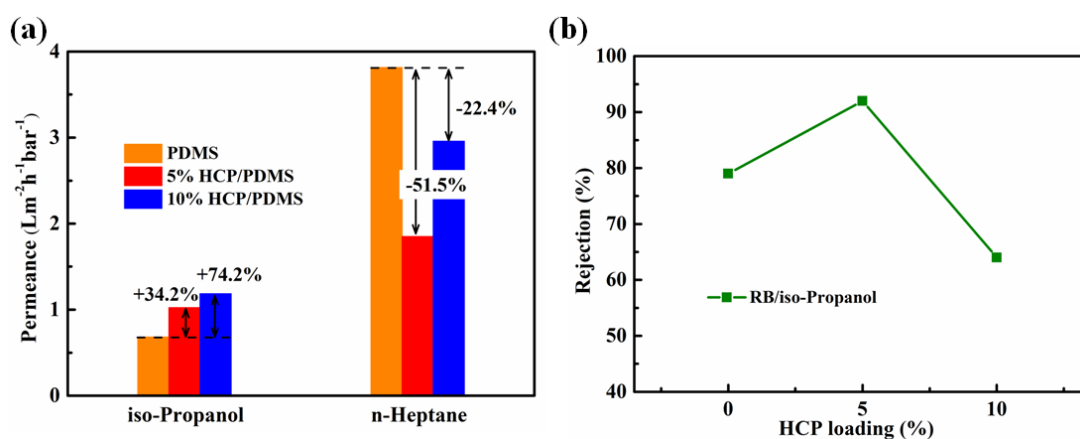 (a)
Permeance (Lm⁻²h⁻¹bar⁻¹)
4
3
2
1
0
PDMS
5% HCP/PDMS
10% HCP/PDMS
+34.2%
+74.2%
-51.5%
-22.4%
iso-Propanol
n-Heptane
(b)
Rejection (%)
100
90
80
70
60
50
40
RB/iso-Propanol
0
5
10
HCP loading (%)